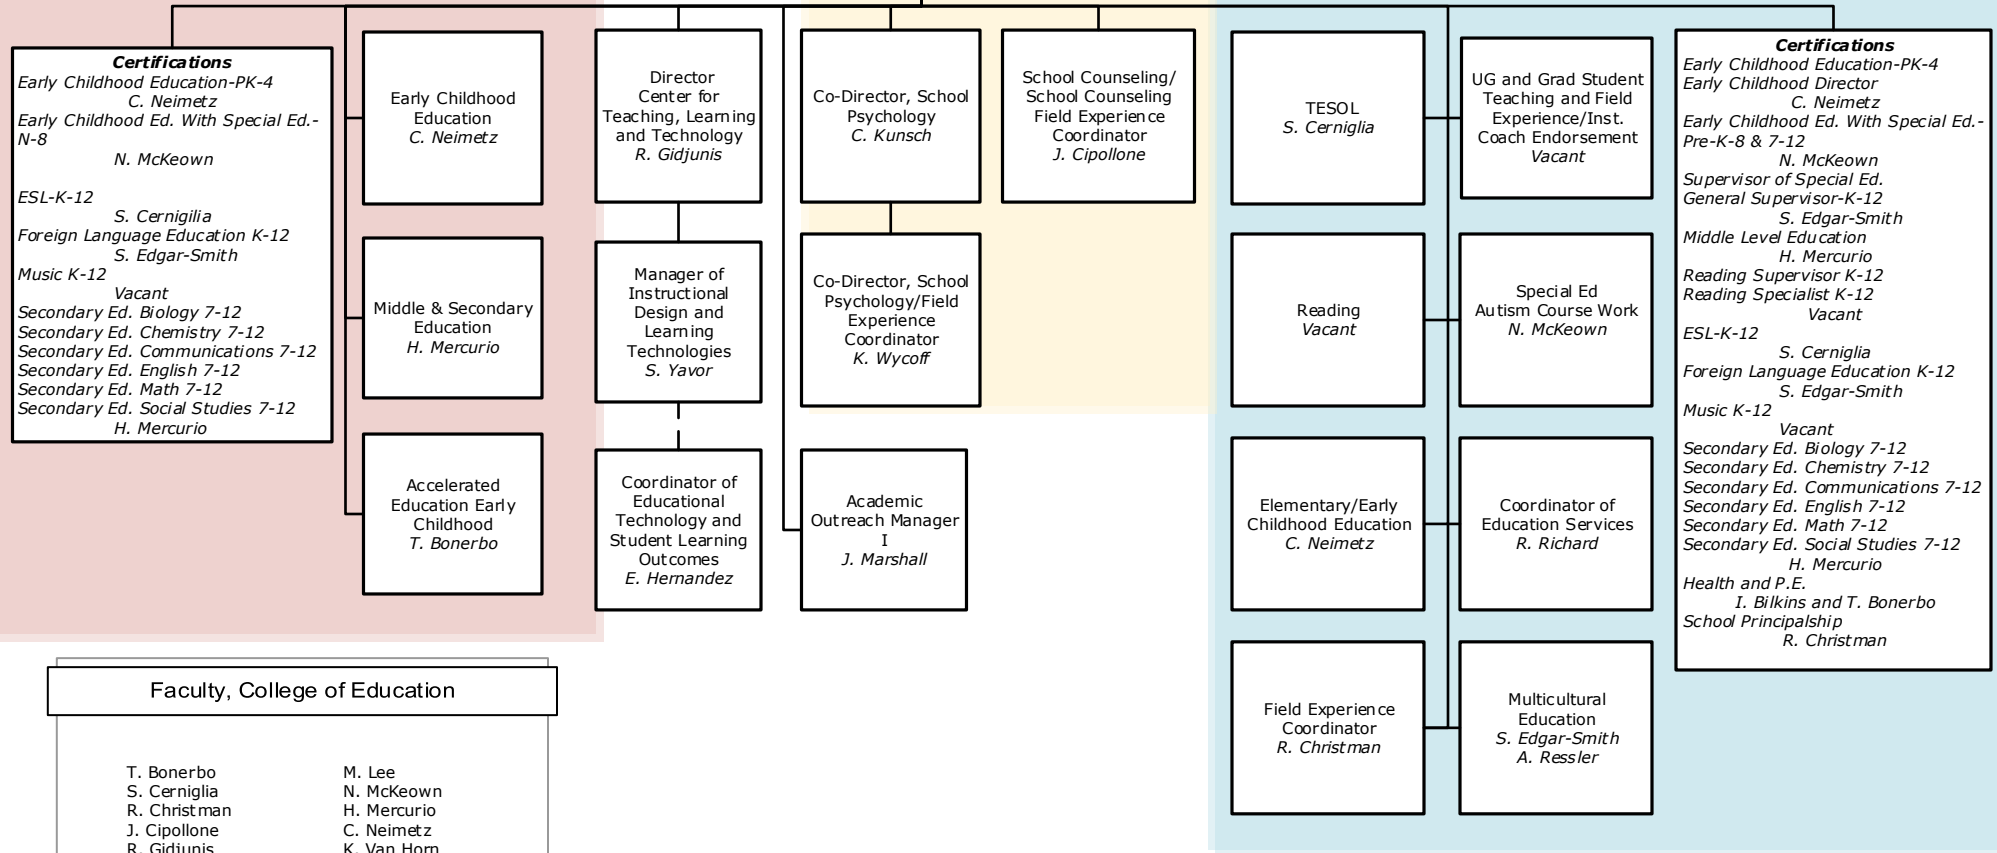 Certifications
Early Childhood Education-PK-4
C. Neimetz
Early Childhood Ed. With Special Ed.-
N-8
N. McKeown
ESL-K-12
S. Cernigilia
Foreign Language Education K-12
S. Edgar-Smith
Music K-12
Vacant
Secondary Ed. Biology 7-12
Secondary Ed. Chemistry 7-12
Secondary Ed. Communications 7-12
Secondary Ed. English 7-12
Secondary Ed. Math 7-12
Secondary Ed. Social Studies 7-12
H. Mercurio
Early Childhood
Education
C. Neimetz
Middle & Secondary
Education
H. Mercurio
Accelerated
Education Early
Childhood
T. Bonerbo
Director
Center for
Teaching, Learning
and Technology
R. Gidjunis
Manager of
Instructional
Design and
Learning
Technologies
S. Yavor
Coordinator of
Educational
Technology and
Student Learning
Outcomes
E. Hernandez
Co-Director, School
Psychology
C. Kunsch
Co-Director, School
Psychology/Field
Experience
Coordinator
K. Wycoff
Academic
Outreach Manager
I
J. Marshall
School Counseling/
School Counseling
Field Experience
Coordinator
J. Cipollone
TESOL
S. Cerniglia
UG and Grad Student
Teaching and Field
Experience/Inst.
Coach Endorsement
Vacant
Reading
Vacant
Special Ed
Autism Course Work
N. McKeown
Elementary/Early
Childhood Education
C. Neimetz
Coordinator of
Education Services
R. Richard
Field Experience
Coordinator
R. Christman
Multicultural
Education
S. Edgar-Smith
A. Ressler
Certifications
Early Childhood Education-PK-4
Early Childhood Director
C. Neimetz
Early Childhood Ed. With Special Ed.-
Pre-K-8 & 7-12
N. McKeown
Supervisor of Special Ed.
General Supervisor-K-12
S. Edgar-Smith
Middle Level Education
H. Mercurio
Reading Supervisor K-12
Reading Specialist K-12
Vacant
ESL-K-12
S. Cerniglia
Foreign Language Education K-12
S. Edgar-Smith
Music K-12
Vacant
Secondary Ed. Biology 7-12
Secondary Ed. Chemistry 7-12
Secondary Ed. Communications 7-12
Secondary Ed. English 7-12
Secondary Ed. Math 7-12
Secondary Ed. Social Studies 7-12
H. Mercurio
Health and P.E.
I. Bilkins and T. Bonerbo
School Principalship
R. Christman
Faculty, College of Education
T. Bonerbo
S. Cerniglia
R. Christman
J. Cipollone
R. Gidjunis
M. Lee
N. McKeown
H. Mercurio
C. Neimetz
K. Van Horn